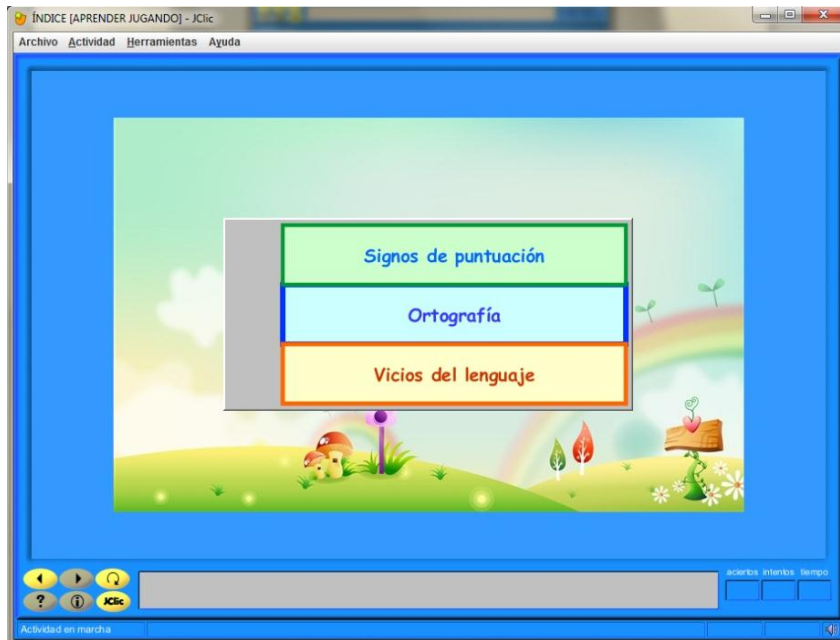 ÍNDICE [APRENDER JUGANDO] - JClic
Archivo Actividad Herramientas Ayuda
Signos de puntuación
Ortografía
Vicios del lenguaje
aciertos intentos tiempo
? i JClic
Actividad en marcha